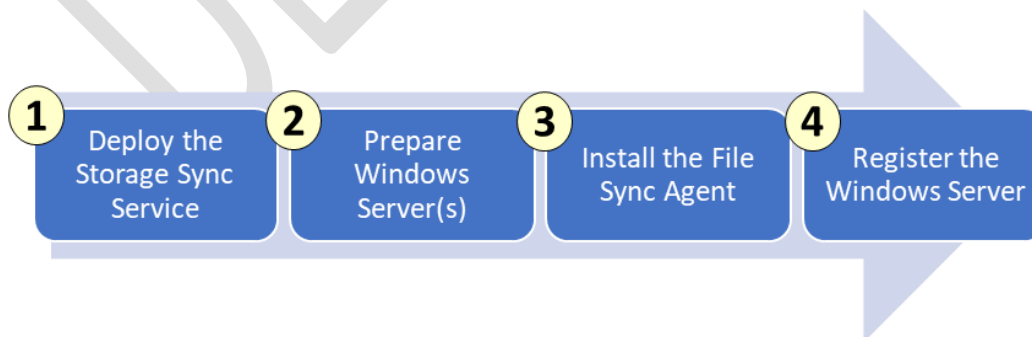 1
Deploy the
Storage Sync
Service
2
Prepare
Windows
Server(s)
3
Install the File
Sync Agent
4
Register the
Windows Server